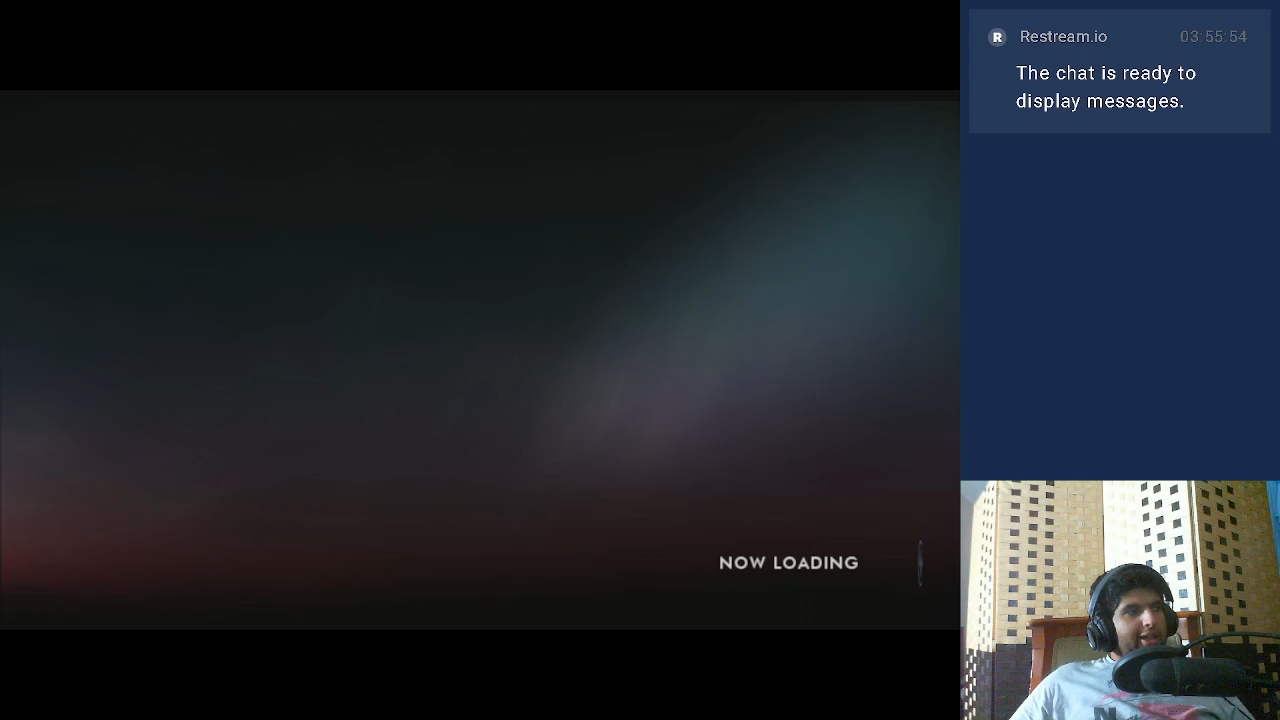 R Restream.io 03:55:54
The chat is ready to
display messages.
NOW LOADING